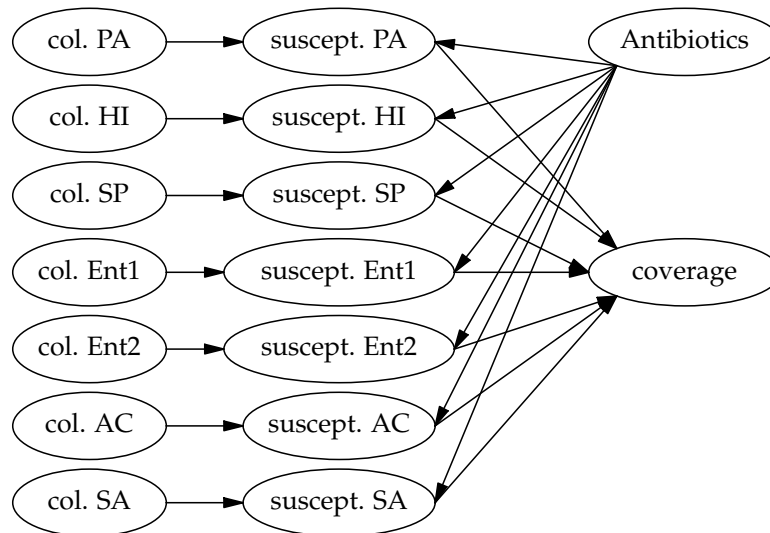 col. PA
suscept. PA
Antibiotics
col. HI
suscept. HI
col. SP
suscept. SP
col. Ent1
suscept. Ent1
coverage
col. Ent2
suscept. Ent2
col. AC
suscept. AC
col. SA
suscept. SA